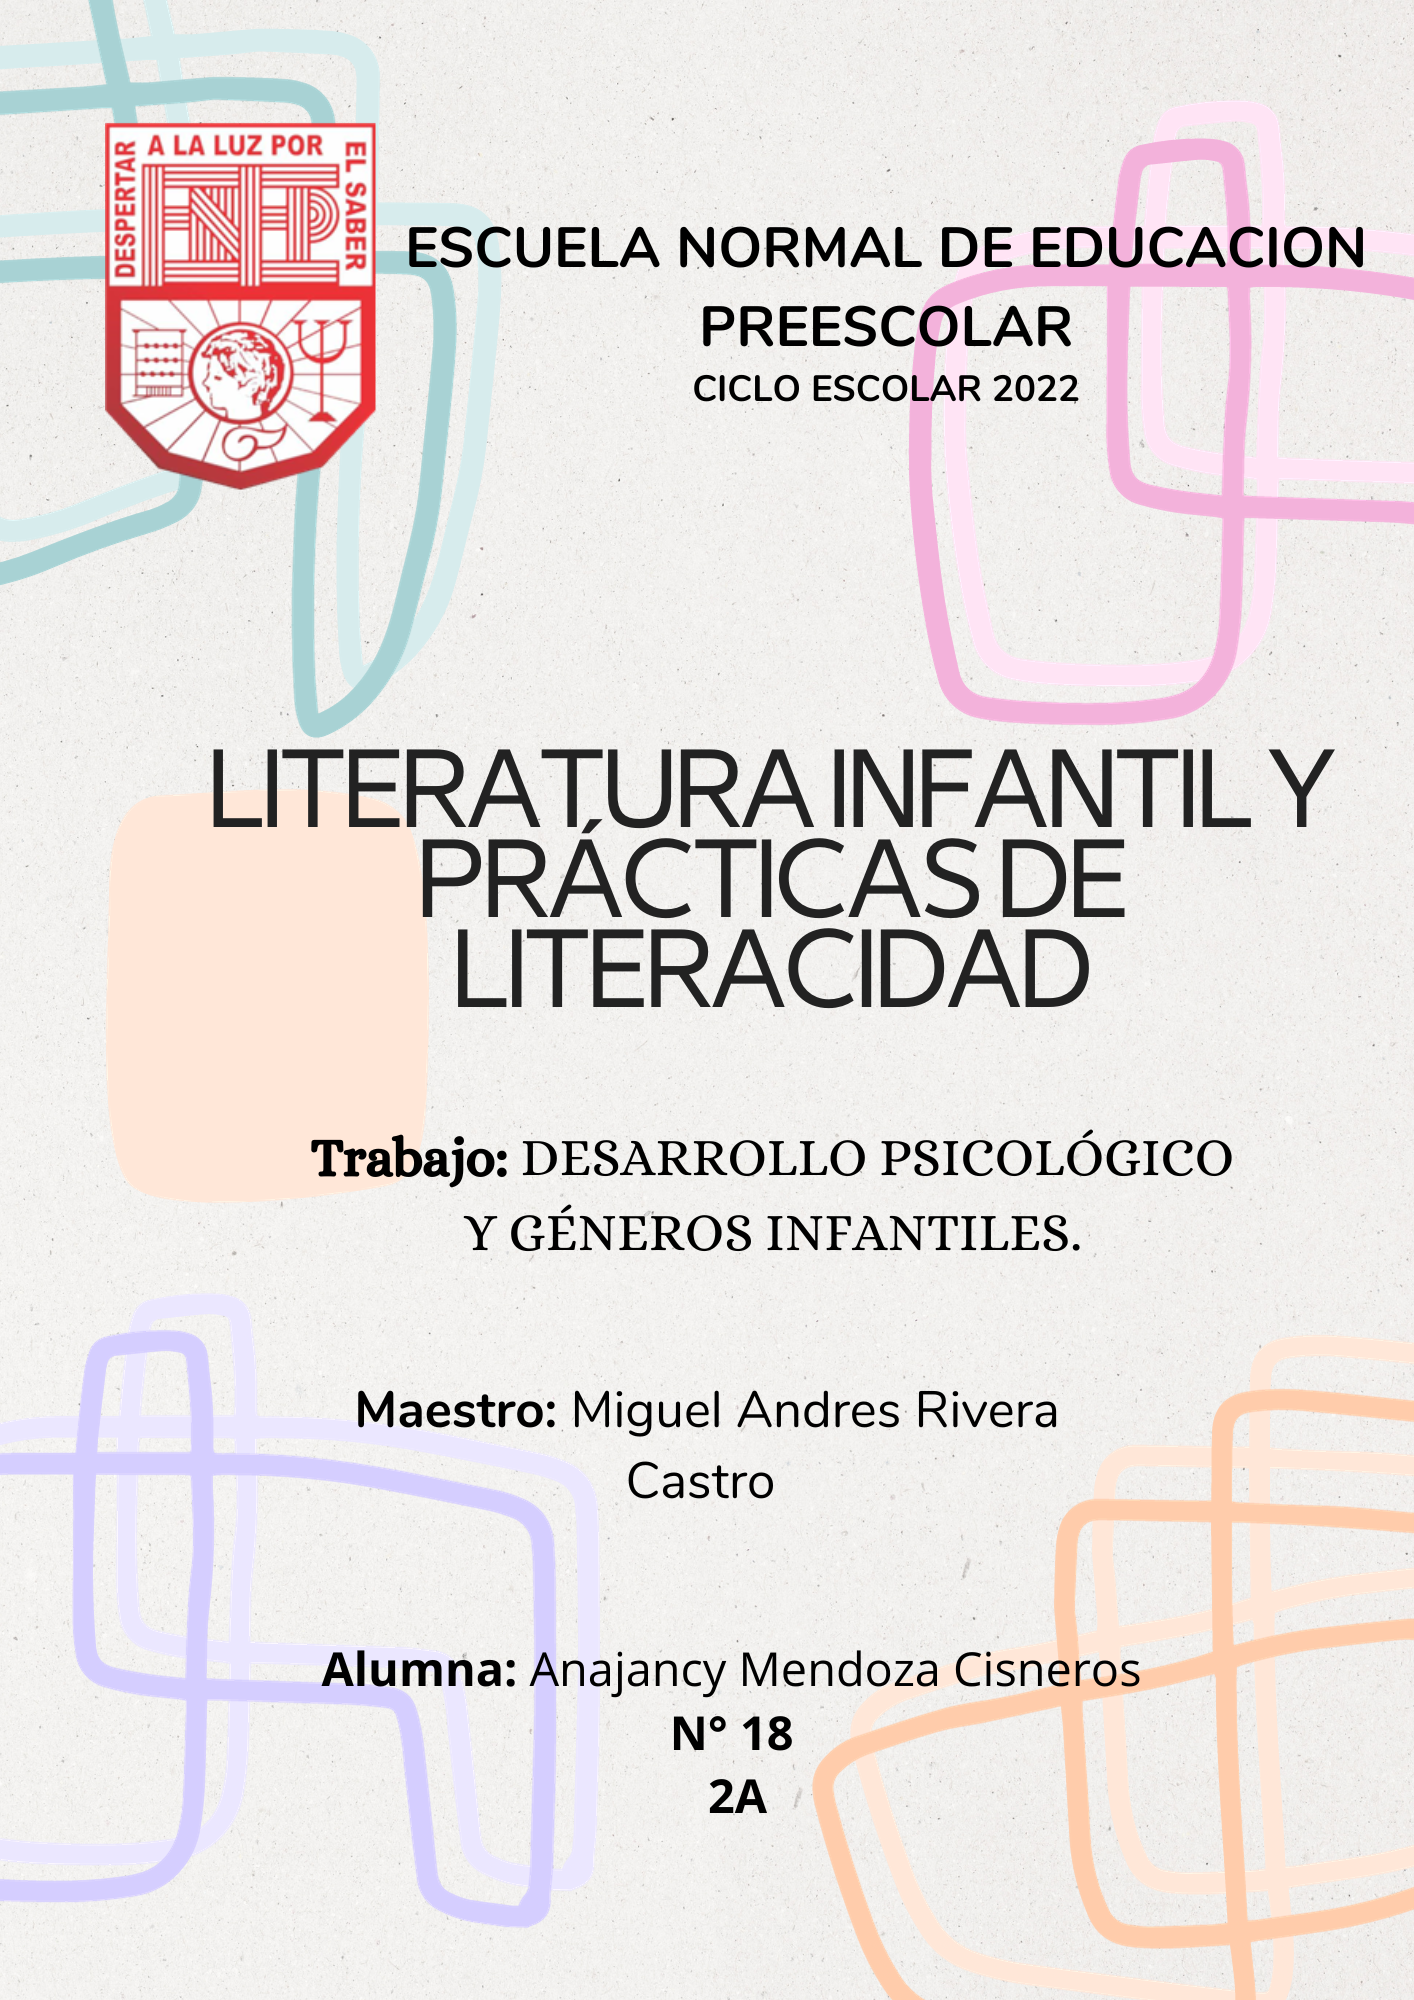 A LA LUZ POR
DESPERTAR
EL SABER
ENP
ESCUELA NORMAL DE EDUCACION
PREESCOLAR
CICLO ESCOLAR 2022
LITERATURA INFANTIL Y
PRÁCTICAS DE
LITERACIDAD
Trabajo: DESARROLLO PSICOLÓGICO
Y GÉNEROS INFANTILES.
Maestro: Miguel Andres Rivera
Castro
Alumna: Anajancy Mendoza Cisneros
N° 18
2A